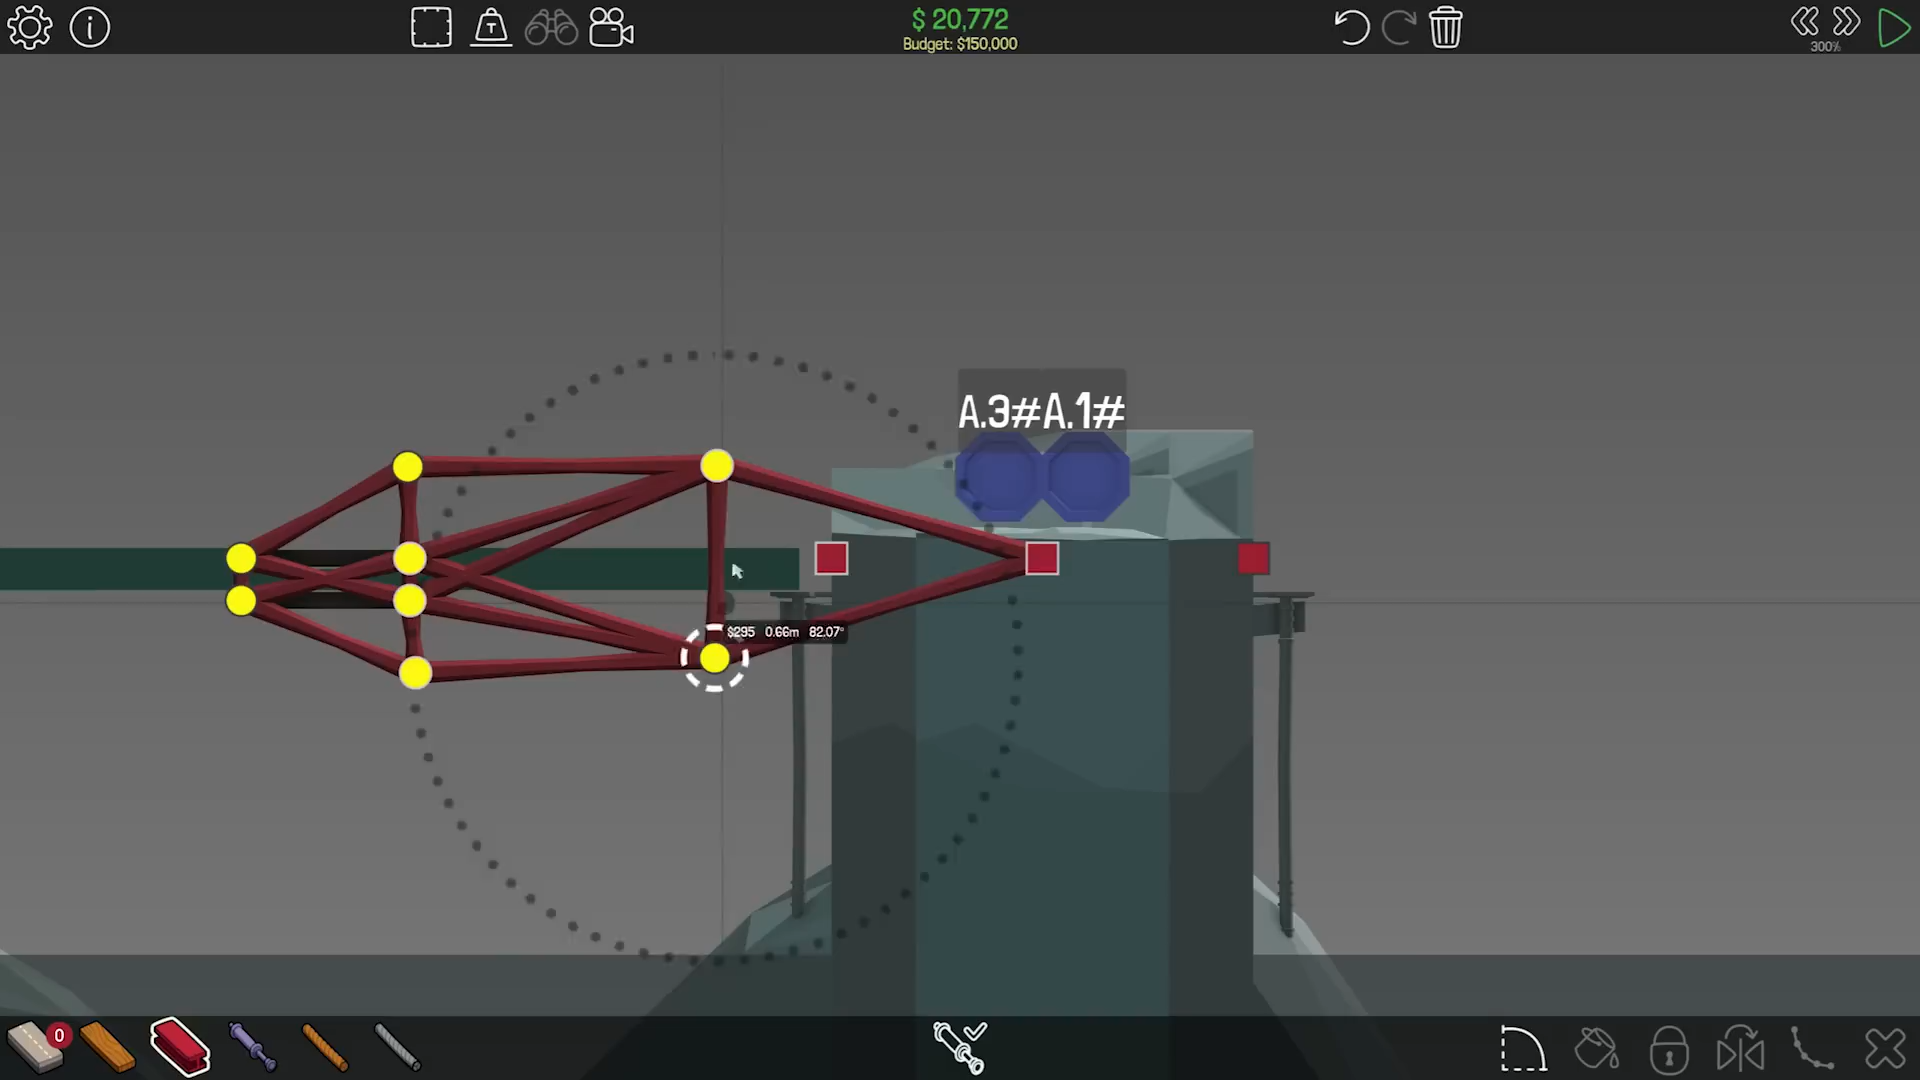 $ 20,772
Budget: $150,000
300%
A.3#A.1#
$295 0.66m 82.07°
0